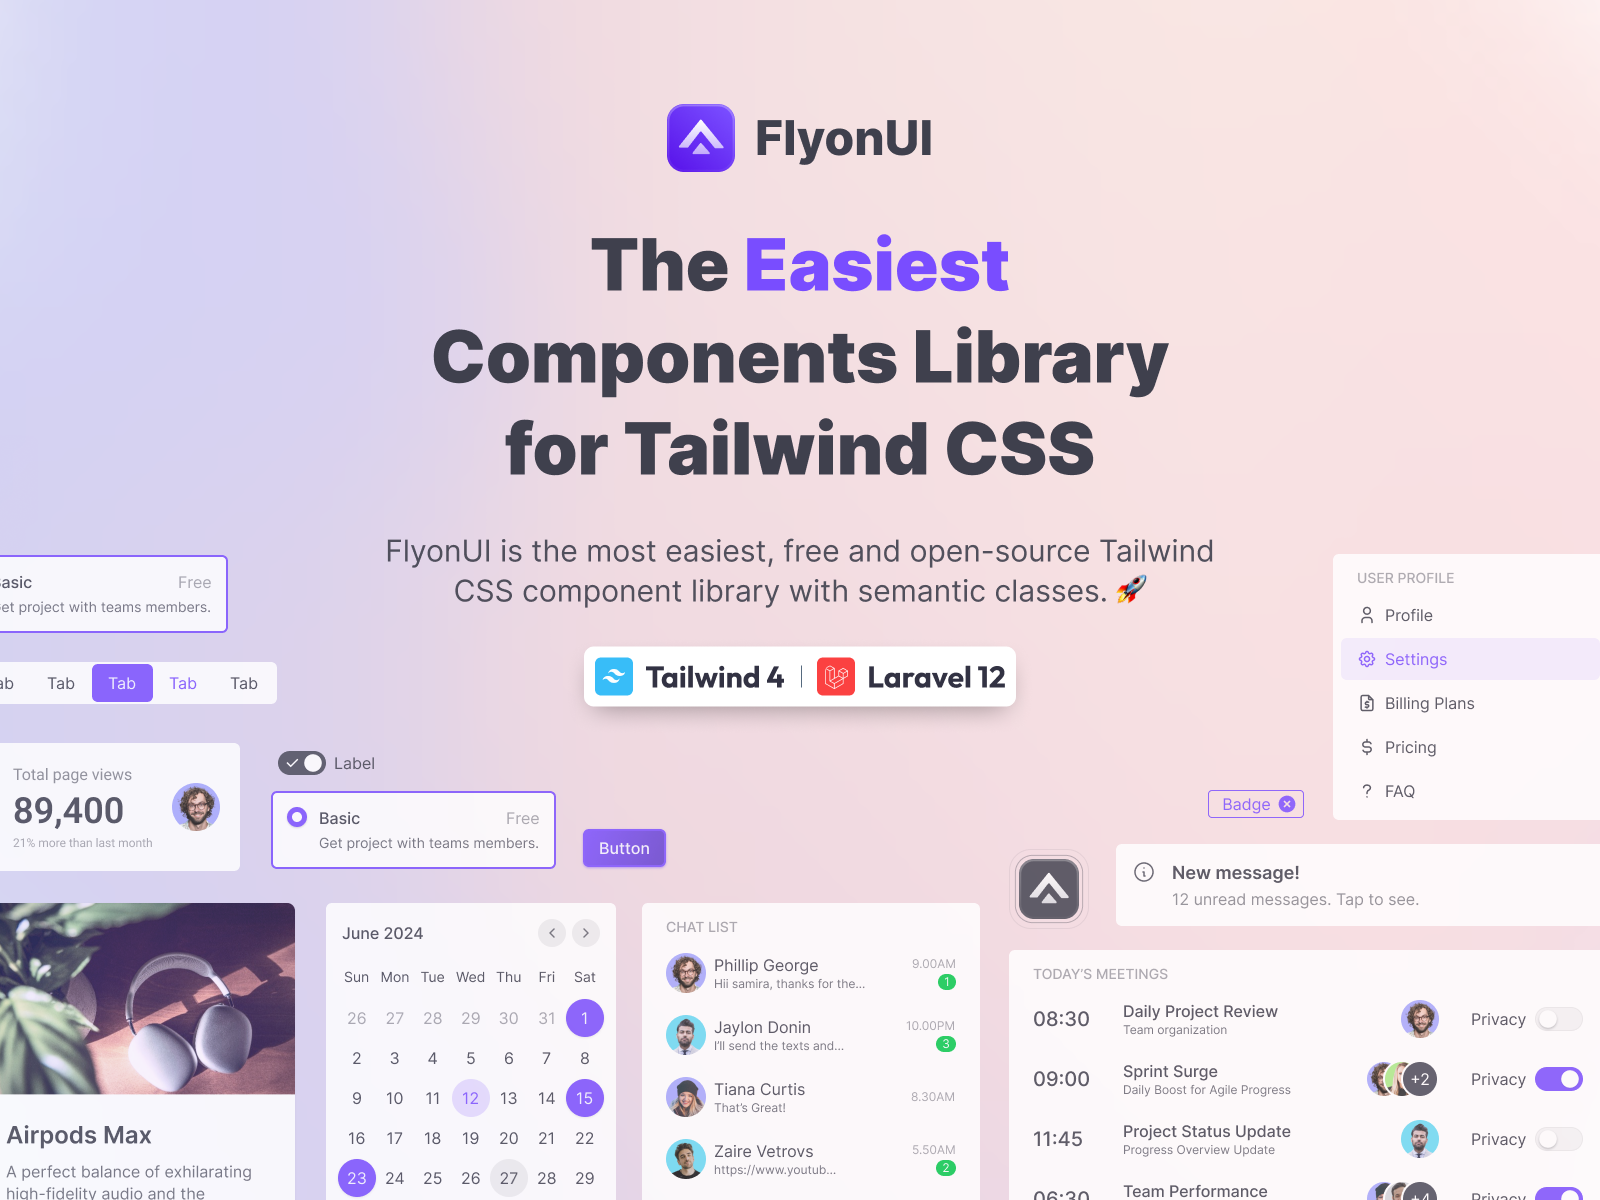 FlyonUI
The Easiest
Components Library
for Tailwind CSS
FlyonUI is the most easiest, free and open-source Tailwind
CSS component library with semantic classes. 🚀
Tailwind 4 | Laravel 12
asic Free
et project with teams members.
ab Tab Tab Tab Tab
Total page views
89,400
21% more than last month
Label
Basic Free
Get project with teams members.
Button
USER PROFILE
Profile
Settings
Billing Plans
Pricing
FAQ
Badge
New message!
12 unread messages. Tap to see.
Airpods Max
A perfect balance of exhilarating
high-fidelity audio and the
June 2024
Sun Mon Tue Wed Thu Fri Sat
26 27 28 29 30 31 1
2 3 4 5 6 7 8
9 10 11 12 13 14 15
16 17 18 19 20 21 22
23 24 25 26 27 28 29
CHAT LIST
Phillip George 9.00AM
Hii samira, thanks for the... 1
Jaylon Donin 10.00PM
I'll send the texts and... 3
Tiana Curtis
That's Great! 8.30AM
Zaire Vetrovs 5.50AM
https://www.youtub... 2
TODAY'S MEETINGS
08:30 Daily Project Review Privacy
Team organization
09:00 Sprint Surge +2 Privacy
Daily Boost for Agile Progress
11:45 Project Status Update Privacy
Progress Overview Update
06:30 Team Performance +4 Privacy